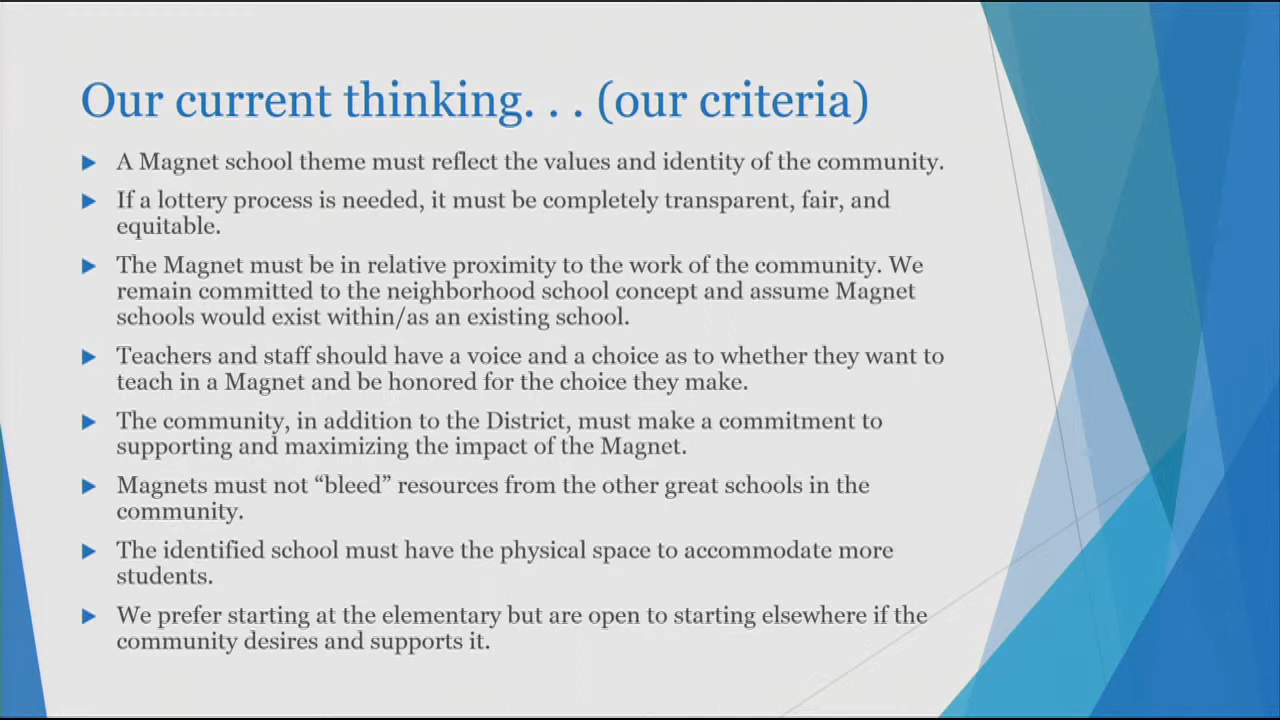 Our current thinking. . . (our criteria)
A Magnet school theme must reflect the values and identity of the community.
If a lottery process is needed, it must be completely transparent, fair, and
equitable.
The Magnet must be in relative proximity to the work of the community. We
remain committed to the neighborhood school concept and assume Magnet
schools would exist within/as an existing school.
Teachers and staff should have a voice and a choice as to whether they want to
teach in a Magnet and be honored for the choice they make.
The community, in addition to the District, must make a commitment to
supporting and maximizing the impact of the Magnet.
Magnets must not “bleed” resources from the other great schools in the
community.
The identified school must have the physical space to accommodate more
students.
We prefer starting at the elementary but are open to starting elsewhere if the
community desires and supports it.